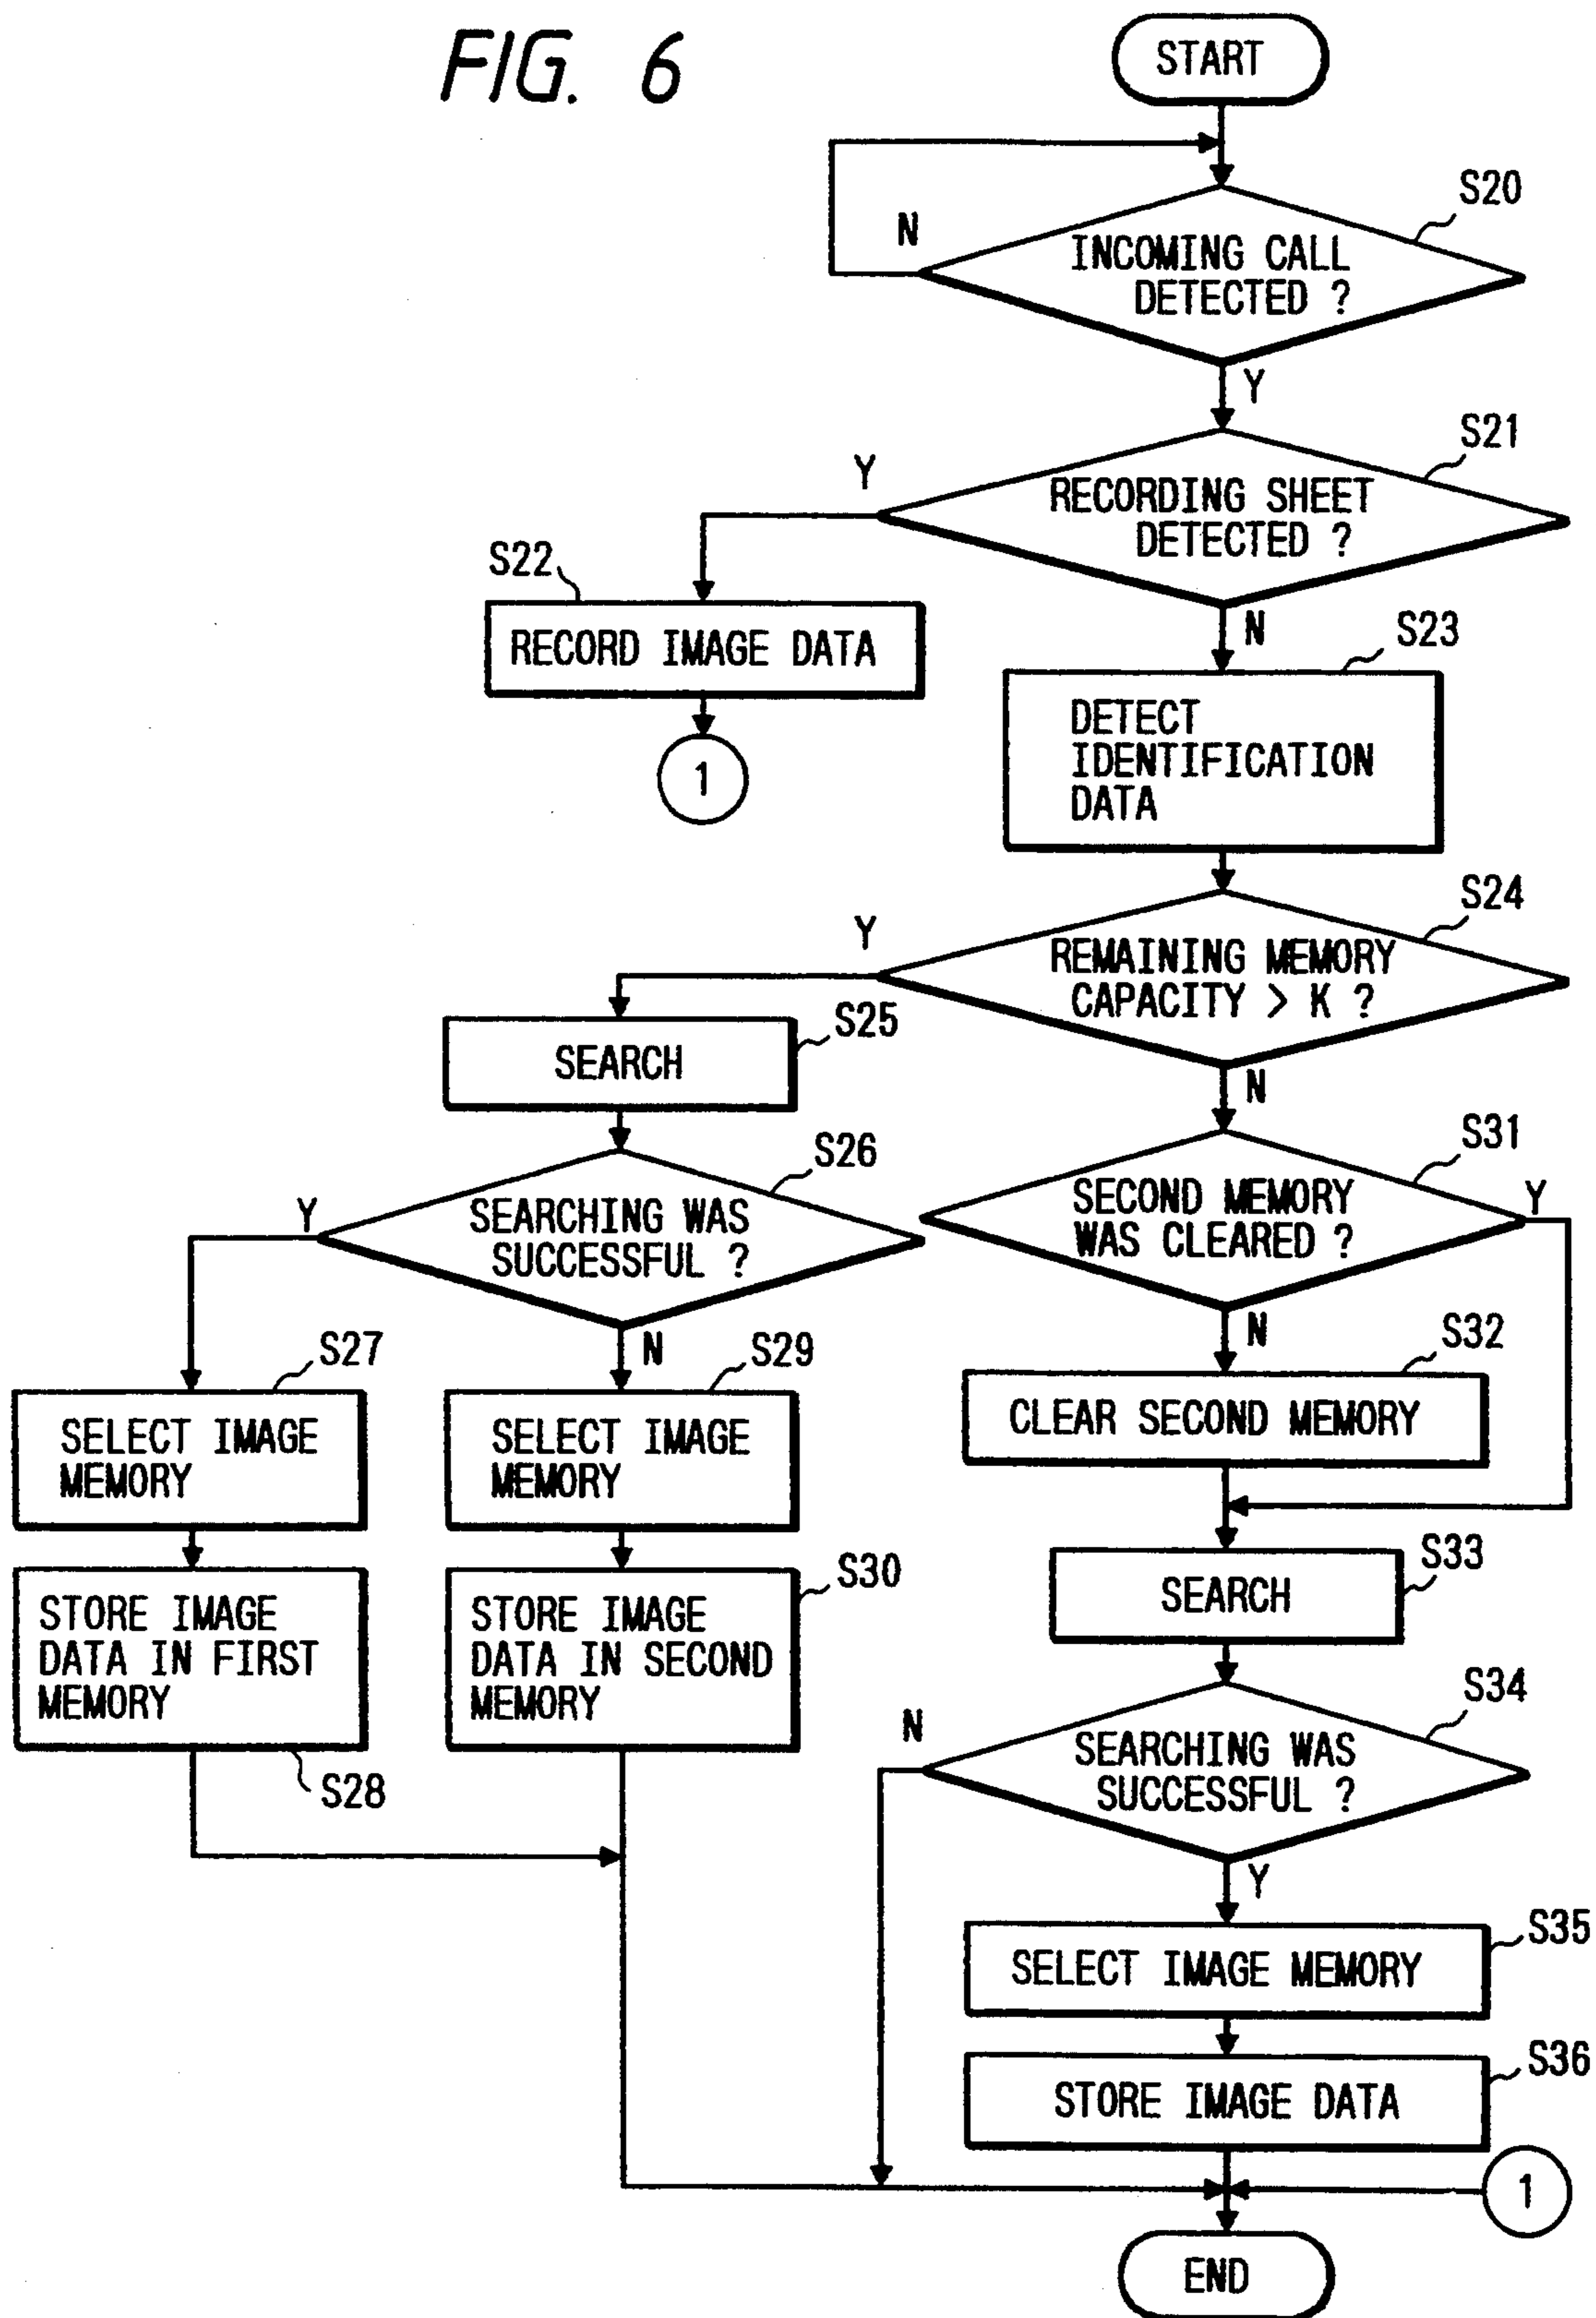 FIG. 6
START
S20
N
INCOMING CALL
DETECTED ?
Y
S21
Y
RECORDING SHEET
DETECTED ?
S22
RECORD IMAGE DATA
N
S23
1
DETECT
IDENTIFICATION
DATA
S24
Y
REMAINING MEMORY
CAPACITY > K ?
S25
SEARCH
N
S26
S31
Y
SEARCHING WAS
SUCCESSFUL ?
SECOND MEMORY
WAS CLEARED ?
Y
S27
N
S29
N
S32
SELECT IMAGE
MEMORY
SELECT IMAGE
MEMORY
CLEAR SECOND MEMORY
S33
S30
STORE IMAGE
DATA IN FIRST
MEMORY
STORE IMAGE
DATA IN SECOND
MEMORY
SEARCH
S34
N
S28
SEARCHING WAS
SUCCESSFUL ?
Y
S35
SELECT IMAGE MEMORY
S36
STORE IMAGE DATA
1
END